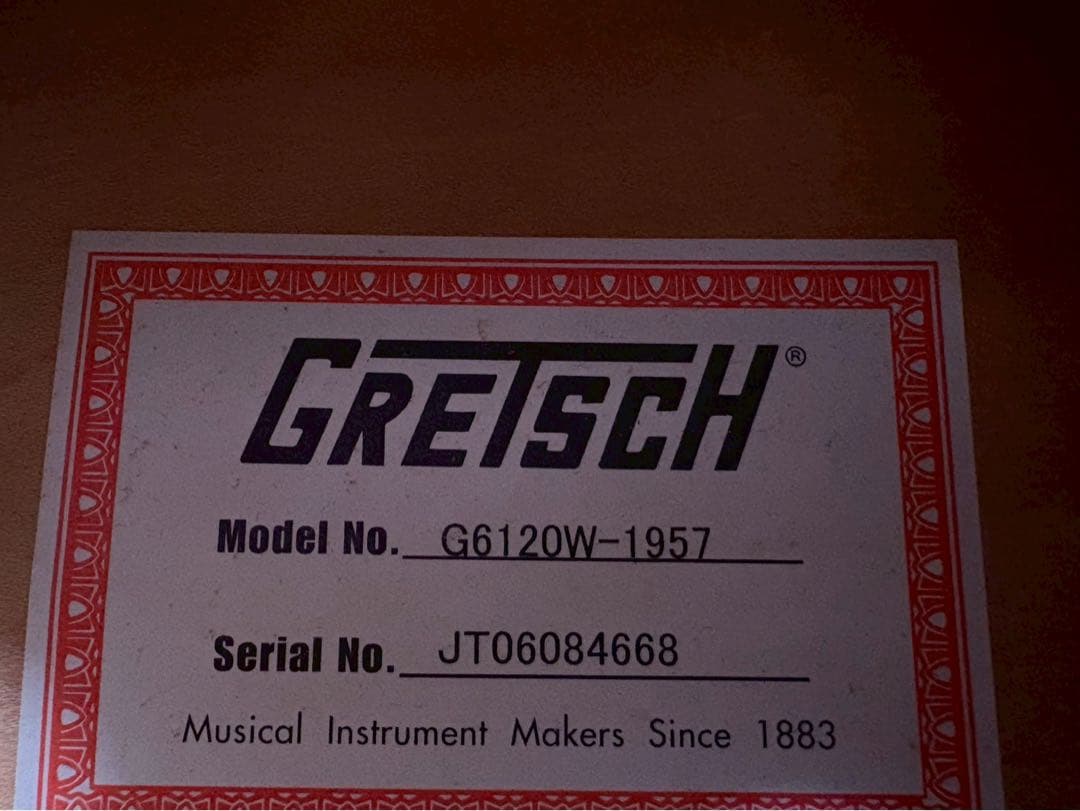 GRETSCH®
Model No. G6120W-1957
Serial No. JT06084668
Musical Instrument Makers Since 1883